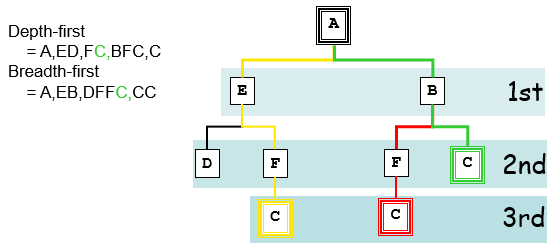 Depth-first
= A,ED,FC,BFC,C
Breadth-first
= A,EB,DFFC,CC
A
E B 1st
D F F C 2nd
C C 3rd